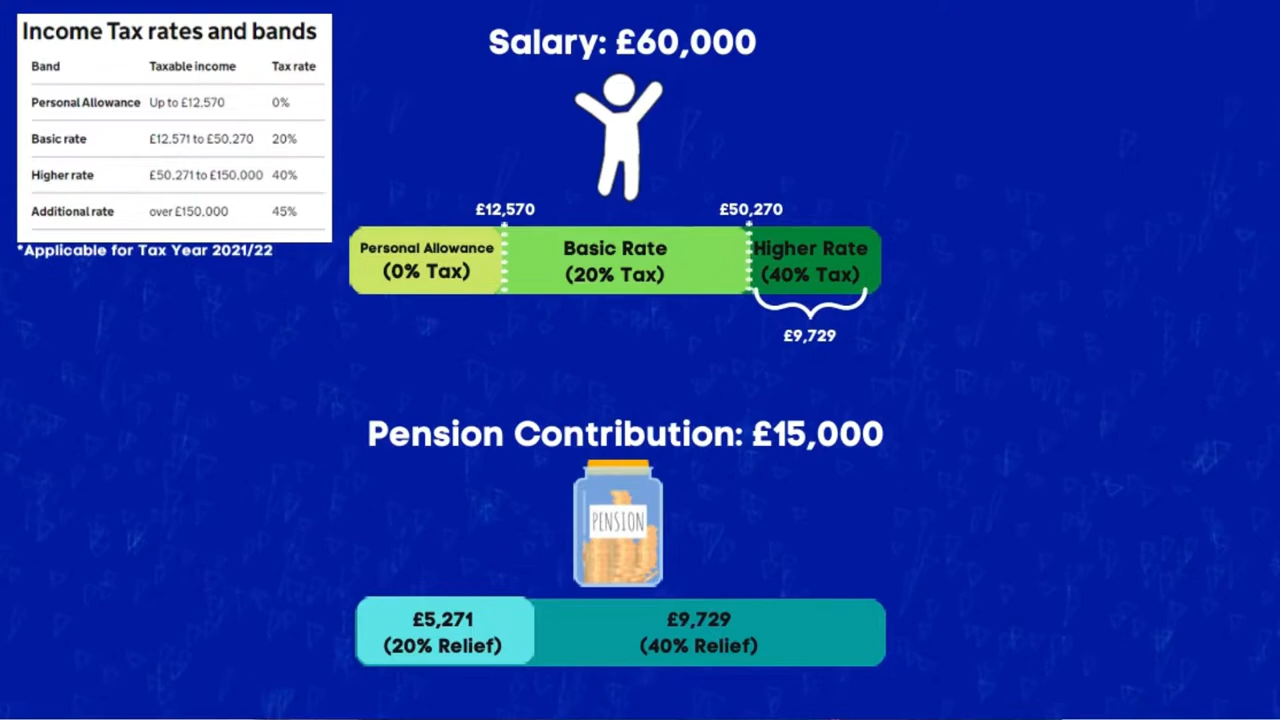 Income Tax rates and bands
Band Taxable income Tax rate
Personal Allowance Up to £12,570 0%
Basic rate £12,571 to £50,270 20%
Higher rate £50,271 to £150,000 40%
Additional rate over £150,000 45%
*Applicable for Tax Year 2021/22
Salary: £60,000
£12,570 £50,270
Personal Allowance
(0% Tax)
Basic Rate
(20% Tax)
Higher Rate
(40% Tax)
£9,729
Pension Contribution: £15,000
PENSION
£5,271
(20% Relief)
£9,729
(40% Relief)